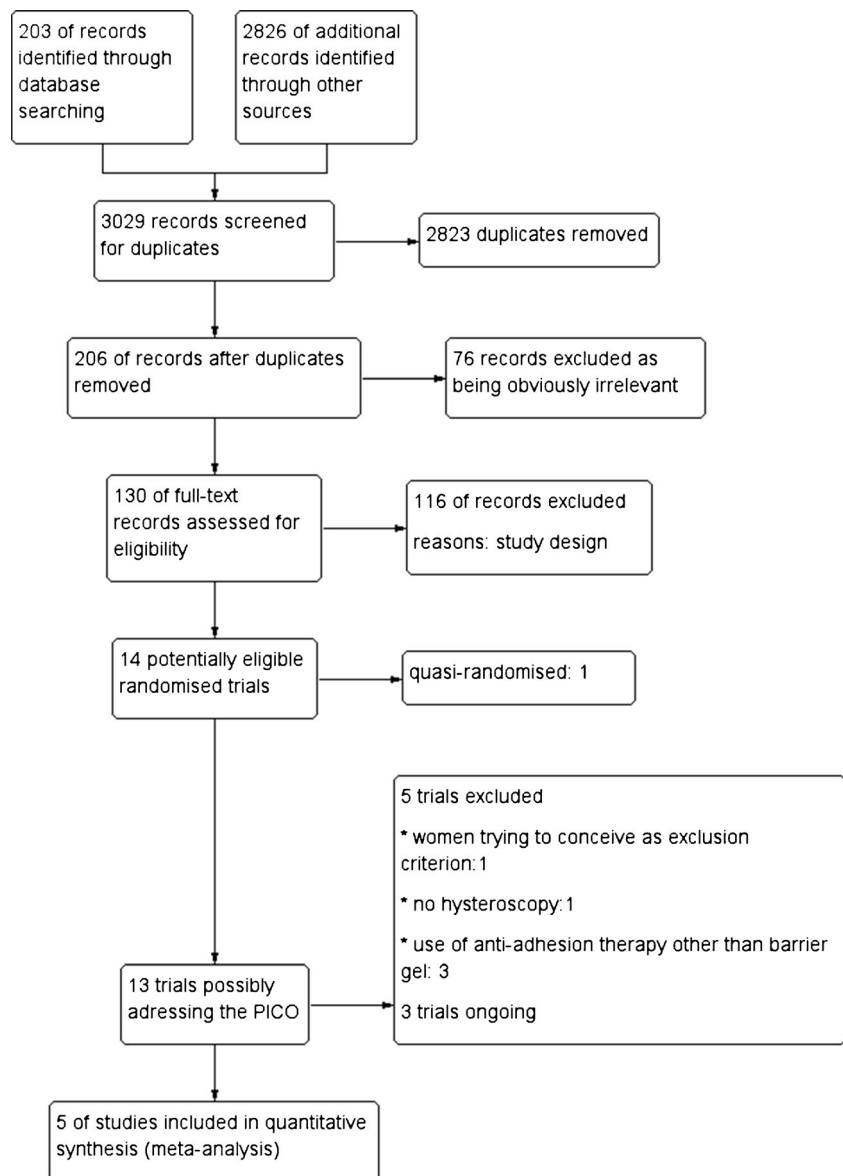 203 of records
identified through
database
searching
2826 of additional
records identified
through other
sources
3029 records screened
for duplicates
2823 duplicates removed
206 of records after duplicates
removed
76 records excluded as
being obviously irrelevant
130 of full-text
records assessed for
eligibility
116 of records excluded
reasons: study design
14 potentially eligible
randomised trials
quasi-randomised: 1
5 trials excluded
* women trying to conceive as exclusion
criterion:1
* no hysteroscopy:1
* use of anti-adhesion therapy other than barrier
gel: 3
3 trials ongoing
13 trials possibly
adressing the PICO
5 of studies included in quantitative
synthesis (meta-analysis)